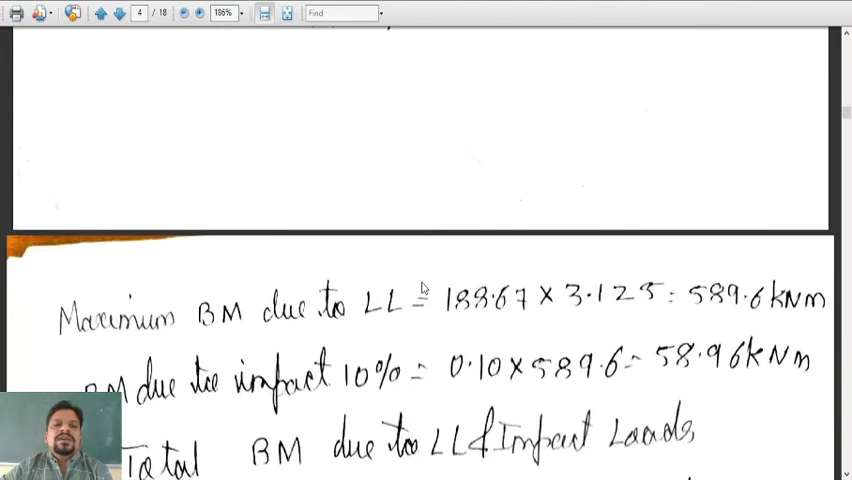 4 / 18
186%
Find
Maximum BM due to LL = 188.67 × 3.125 = 589.6 kNm
BM due to impact 10% = 0.10 × 589.6 = 58.96 kNm
Total BM due to LL & Impact Loads,